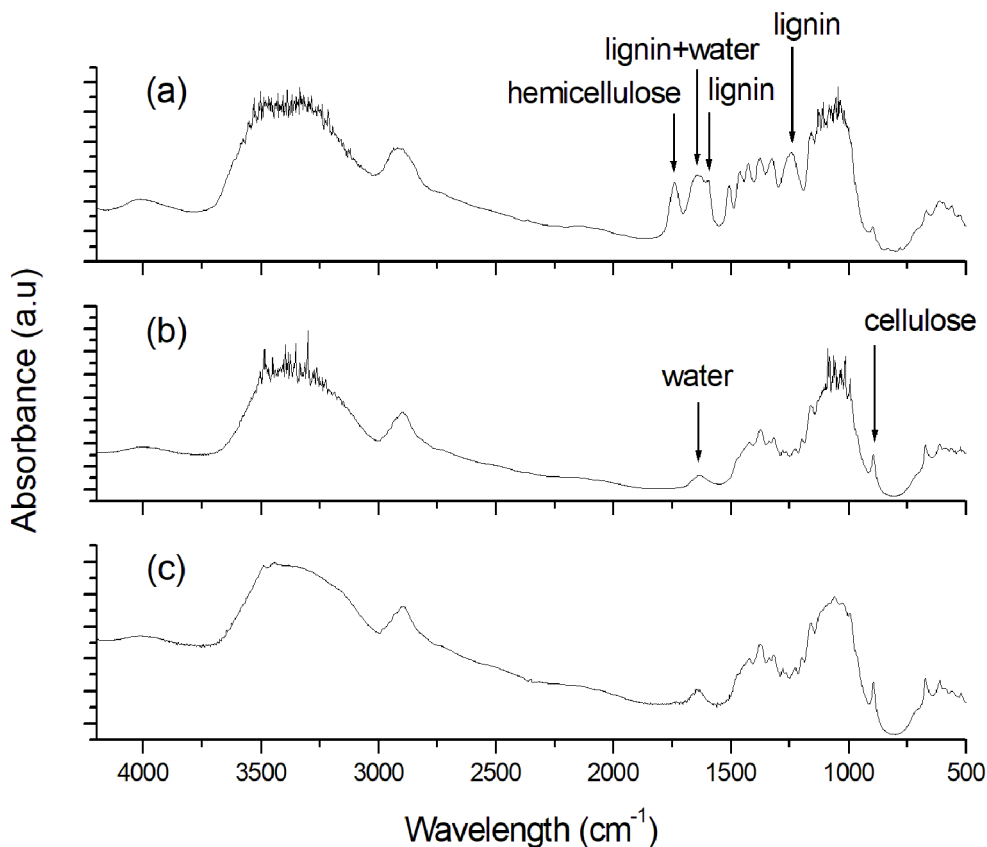 lignin
lignin+water
hemicellulose
lignin
(a)
(b)
cellulose
water
(c)
Absorbance (a.u)
4000 3500 3000 2500 2000 1500 1000 500
Wavelength (cm⁻¹)